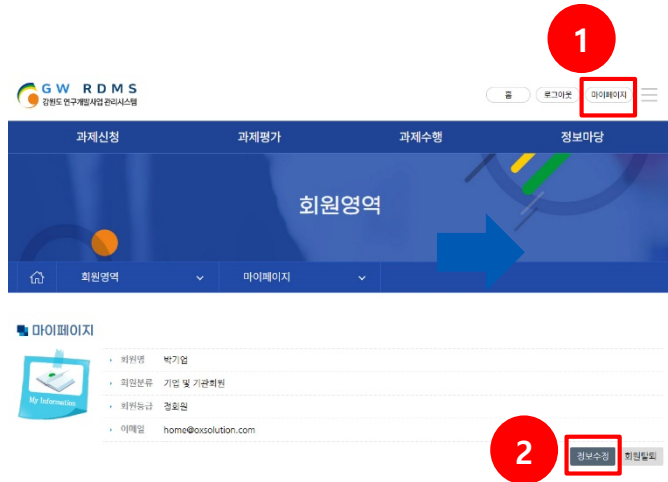 1
GW RDMS
강원도 연구개발사업 관리시스템
홈 로그아웃 마이페이지
과제신청 과제평가 과제수행 정보마당
회원영역
회원영역 마이페이지
마이페이지
회원명 박기업
회원분류 기업 및 기관회원
My Information
회원등급 정회원
이메일 home@oxsolution.com
2
정보수정 회원탈퇴